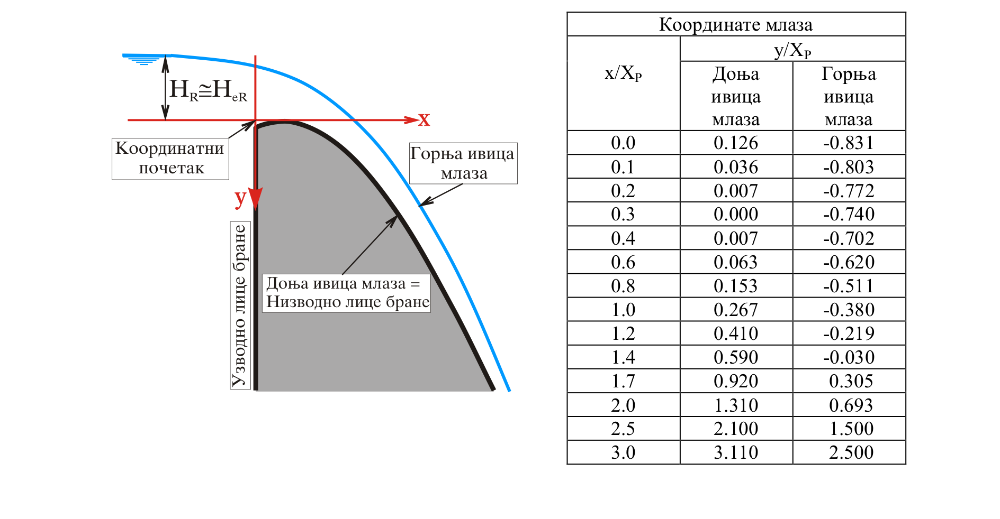 H_R≅H_eR
x
Координатни
почетак
Горња ивица
млаза
y
Узводно лице бране
Доња ивица млаза =
Низводно лице бране
Координате млаза
x/X_P y/X_P
Доња ивица млаза Горња ивица млаза
0.0 0.126 -0.831
0.1 0.036 -0.803
0.2 0.007 -0.772
0.3 0.000 -0.740
0.4 0.007 -0.702
0.6 0.063 -0.620
0.8 0.153 -0.511
1.0 0.267 -0.380
1.2 0.410 -0.219
1.4 0.590 -0.030
1.7 0.920 0.305
2.0 1.310 0.693
2.5 2.100 1.500
3.0 3.110 2.500